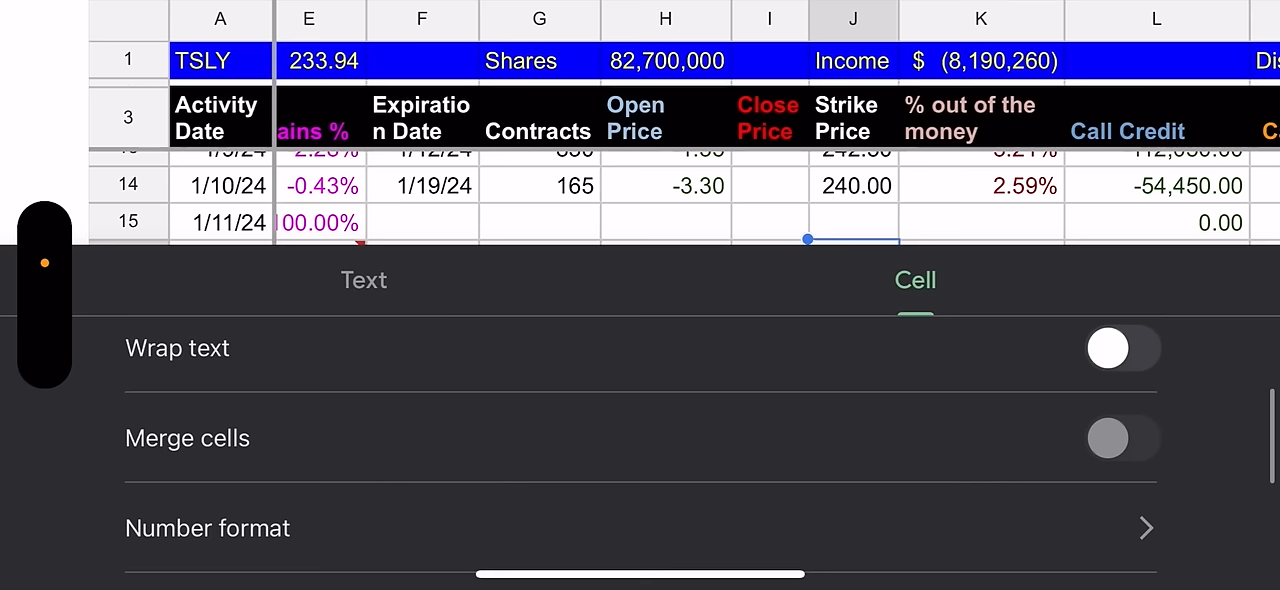 A E F G H I J K L
1 TSLY 233.94 Shares 82,700,000 Income $ (8,190,260)
3 Activity Date ains % Expiratio n Date Contracts Open Price Close Price Strike Price % out of the money Call Credit
14 1/10/24 -0.43% 1/19/24 165 -3.30 240.00 2.59% -54,450.00
15 1/11/24 00.00% 0.00
Text Cell
Wrap text
Merge cells
Number format